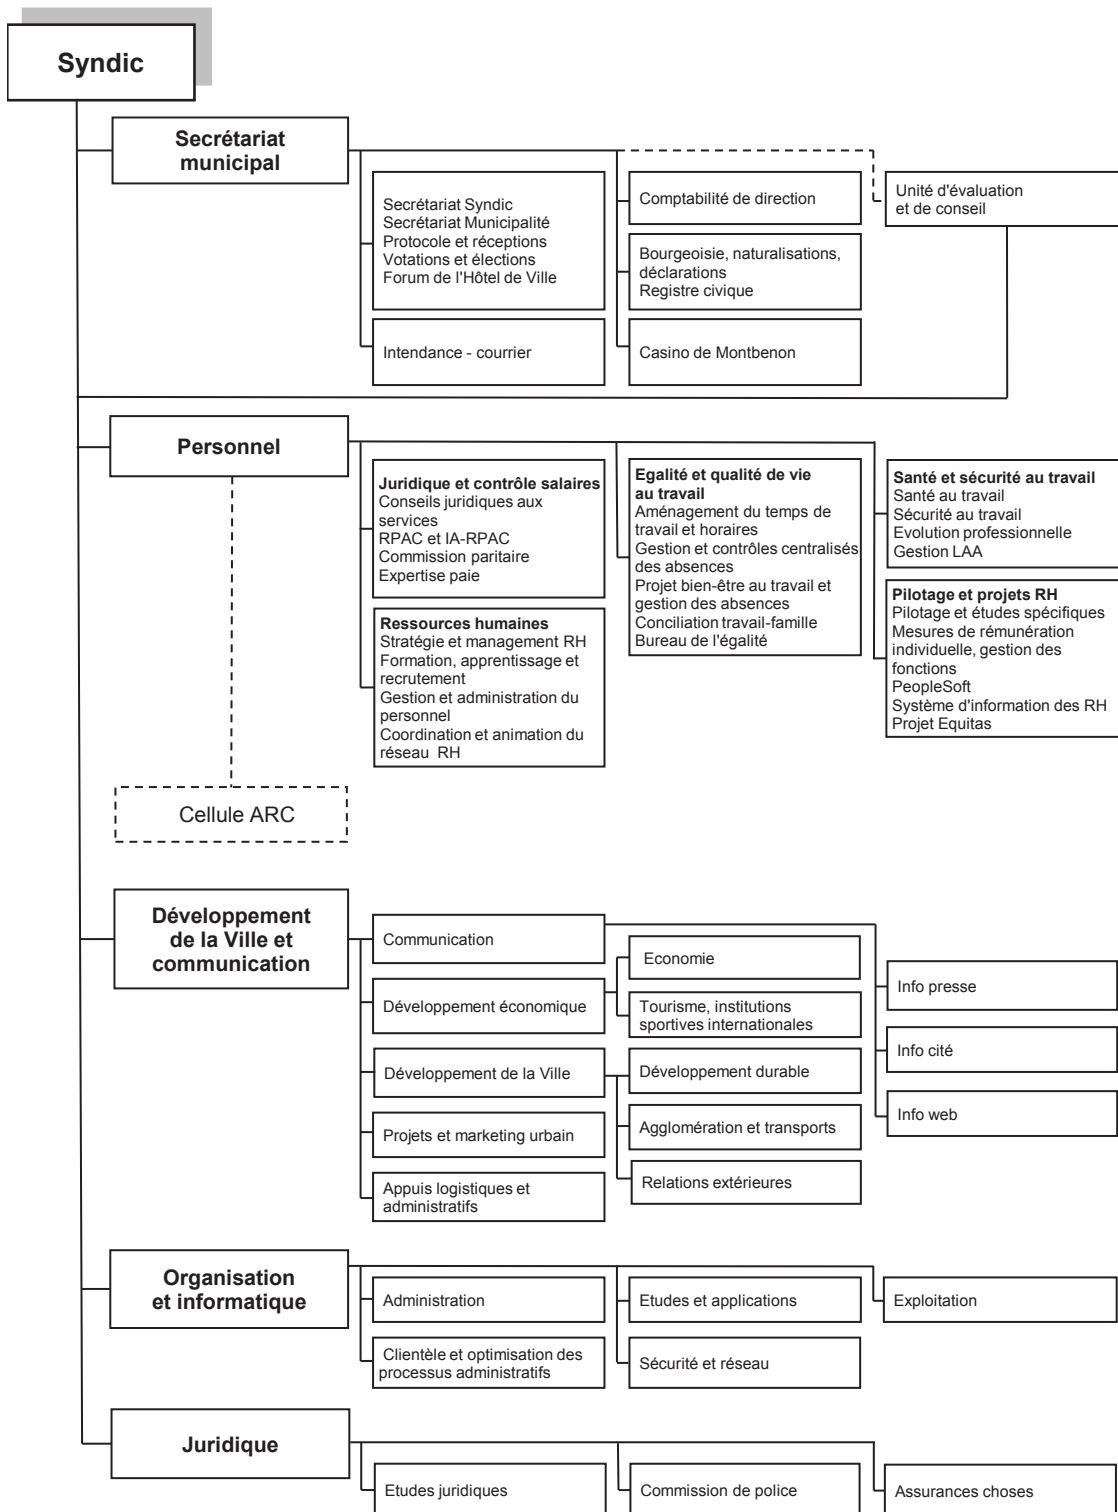 Syndic
Secrétariat
municipal
Secrétariat Syndic
Secrétariat Municipalité
Protocole et réceptions
Votations et élections
Forum de l'Hôtel de Ville
Intendance - courrier
Comptabilité de direction
Bourgeoisie, naturalisations,
déclarations
Registre civique
Casino de Montbenon
Unité d'évaluation
et de conseil
Personnel
Juridique et contrôle salaires
Conseils juridiques aux
services
RPAC et IA-RPAC
Commission paritaire
Expertise paie
Ressources humaines
Stratégie et management RH
Formation, apprentissage et
recrutement
Gestion et administration du
personnel
Coordination et animation du
réseau RH
Egalité et qualité de vie
au travail
Aménagement du temps de
travail et horaires
Gestion et contrôles centralisés
des absences
Projet bien-être au travail et
gestion des absences
Conciliation travail-famille
Bureau de l'égalité
Santé et sécurité au travail
Santé au travail
Sécurité au travail
Evolution professionnelle
Gestion LAA
Pilotage et projets RH
Pilotage et études spécifiques
Mesures de rémunération
individuelle, gestion des
fonctions
PeopleSoft
Système d'information des RH
Projet Equitas
Cellule ARC
Développement
de la Ville et
communication
Communication
Développement économique
Développement de la Ville
Projets et marketing urbain
Appuis logistiques et
administratifs
Economie
Tourisme, institutions
sportives internationales
Développement durable
Agglomération et transports
Relations extérieures
Info presse
Info cité
Info web
Organisation
et informatique
Administration
Clientèle et optimisation des
processus administratifs
Etudes et applications
Sécurité et réseau
Exploitation
Juridique
Etudes juridiques
Commission de police
Assurances choses